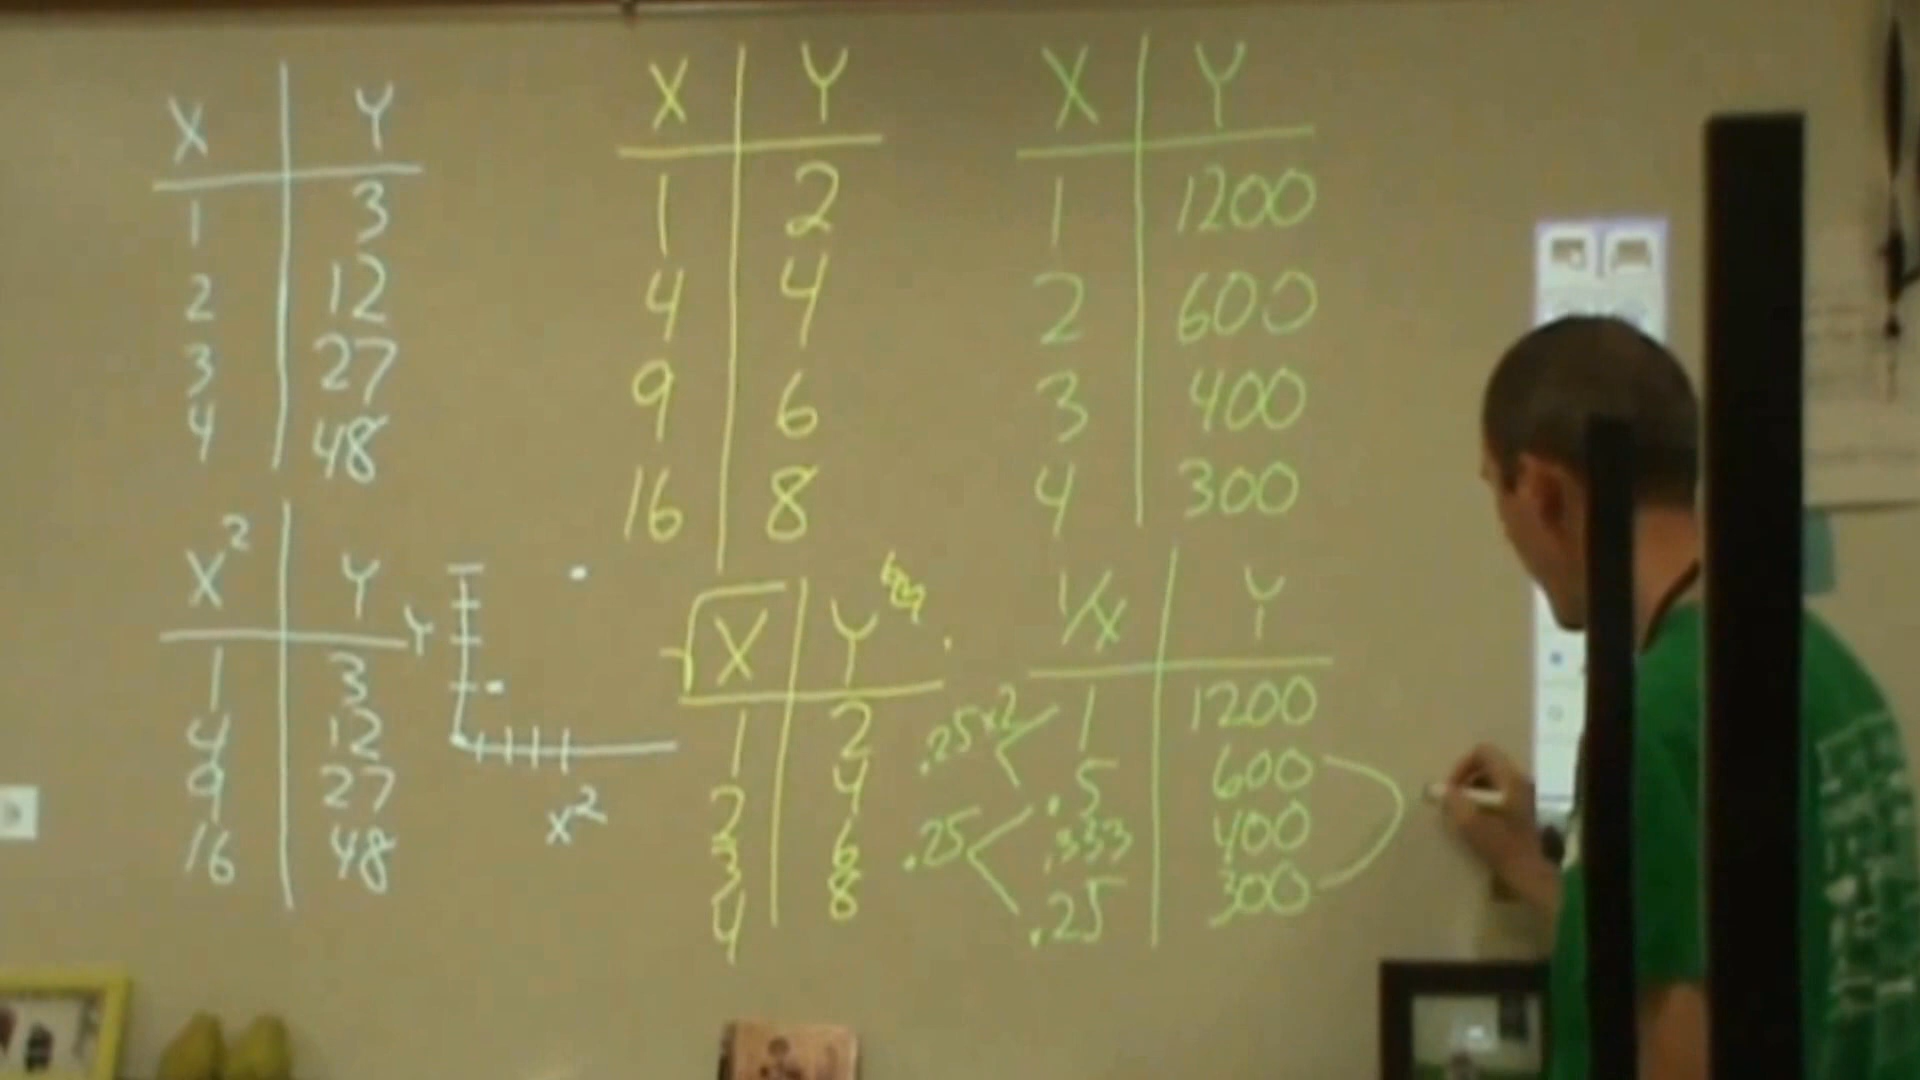 X Y
1 3
2 12
3 27
4 48
X² Y
1 3
4 12
9 27
16 48
Y
x²
X Y
1 2
4 4
9 6
16 8
√X Y
1 2
2 4
3 6
4 8
X Y
1 1200
2 600
3 400
4 300
1/X Y
1 1200
.5 600
.333 400
.25 300
.25x2
.25